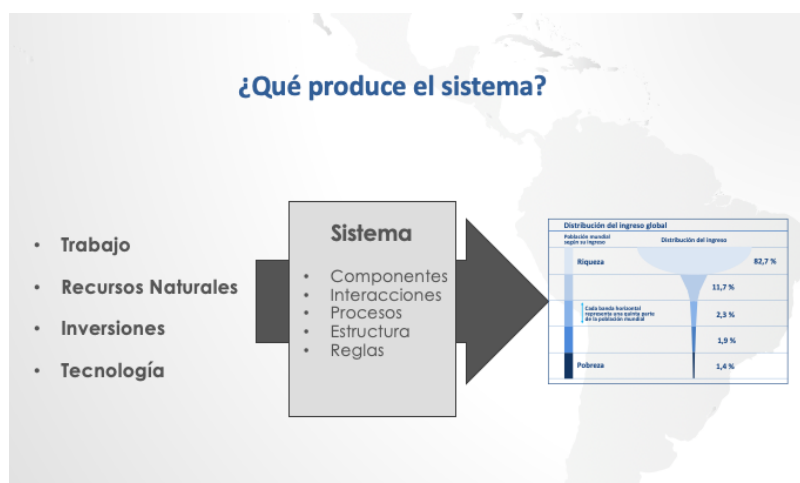 ¿Qué produce el sistema?
• Trabajo
• Recursos Naturales
• Inversiones
• Tecnología
Sistema
• Componentes
• Interacciones
• Procesos
• Estructura
• Reglas
Distribución del ingreso global
Población mundial
según su ingreso
Distribución del ingreso
Riqueza
82,7 %
11,7 %
Cada banda horizontal
representa una quinta parte
de la población mundial
2,3 %
1,9 %
Pobreza
1,4 %